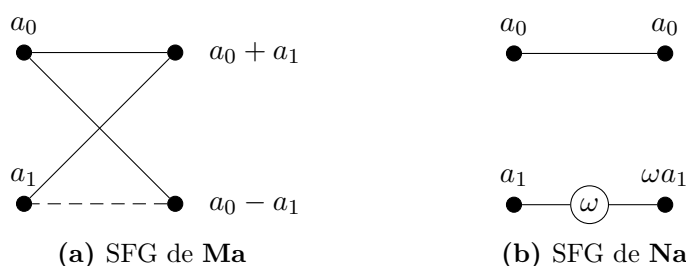 a₀ a₀ + a₁ a₀ a₀
a₁ a₀ − a₁ a₁ ω ωa₁
(a) SFG de Ma (b) SFG de Na